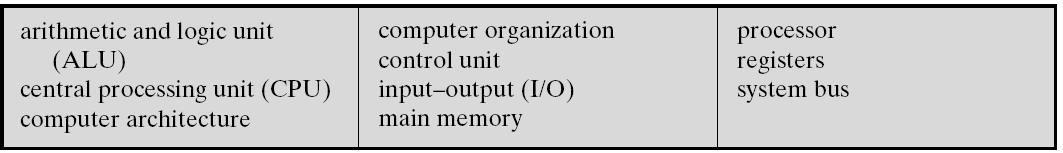 arithmetic and logic unit
(ALU)
central processing unit (CPU)
computer architecture
computer organization
control unit
input–output (I/O)
main memory
processor
registers
system bus